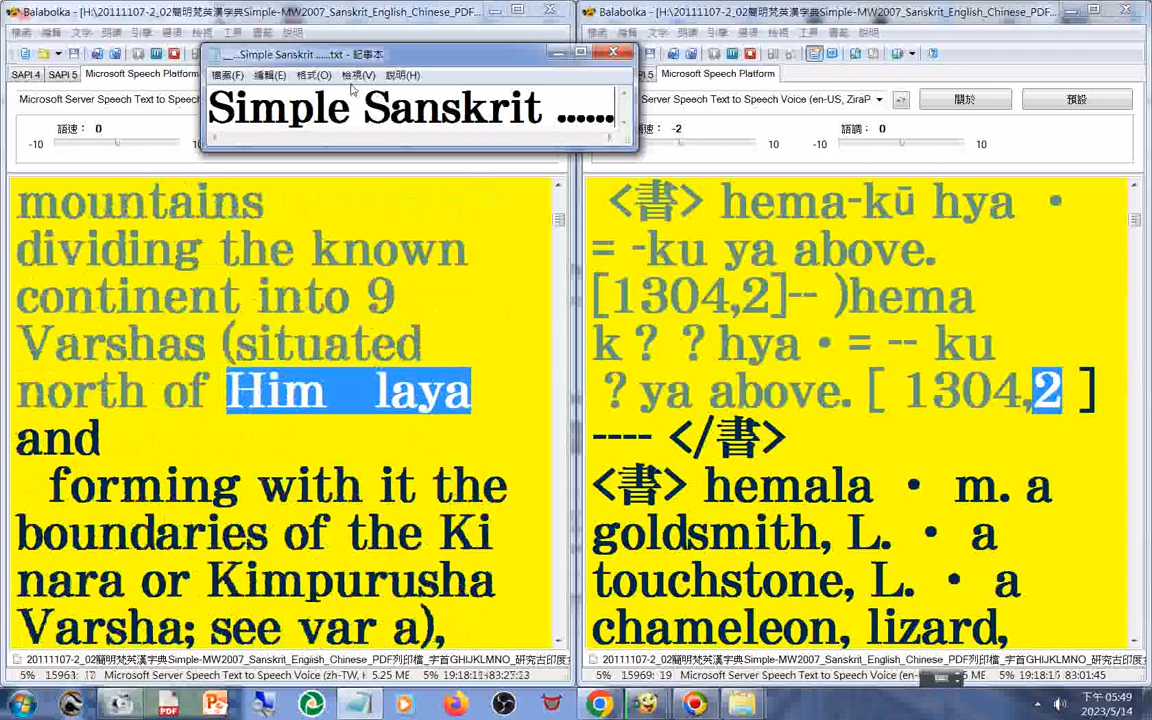 Balabolka - [H:\20111107-2_02簡明梵英漢字典Simple-MW2007_Sanskrit_English_Chinese_PDF...
Balabolka - [H:\20111107-2_02簡明梵英漢字典Simple-MW2007_Sanskrit_English_Chinese_PDF...
__...Simple Sanskrit ......txt - 記事本
檔案(F) 編輯(E) 格式(O) 檢視(V) 說明(H)
Simple Sanskrit ......
SAPI 4 SAPI 5 Microsoft Speech Platform
Microsoft Speech Platform
Microsoft Server Speech Text to Speech
Server Speech Text to Speech Voice (en-US, ZiraP
關於 預設
語速： 0
-10
語速： -2 語調： 0
10 -10 10
mountains
dividing the known
continent into 9
Varshas (situated
north of Him laya
and
forming with it the
boundaries of the Ki
nara or Kimpurusha
Varsha; see var a),
<書> hema-kū hya •
= -ku ya above.
[1304,2]-- )hema
k ? ? hya • = -- ku
? ya above. [ 1304,2 ]
---- </書>
<書> hemala • m. a
goldsmith, L. • a
touchstone, L. • a
chameleon, lizard,
20111107-2_02簡明梵英漢字典Simple-MW2007_Sanskrit_Engish_Chinese_PDF列印檔_字首GHIJKLMNO_研究古印度
5% 15963: 17 Microsoft Server Speech Text to Speech Voice (zh-TW, 5.25 MB
20111107-2_02簡明梵英漢字典Simple-MW2007_Sanskrit_Engish_Chinese_PDF列印檔_字首GHIJKLMNO_研究古印度
5% 15969: 19 Microsoft Server Speech Text to Speech Voice
下午 05:49
2023/5/14